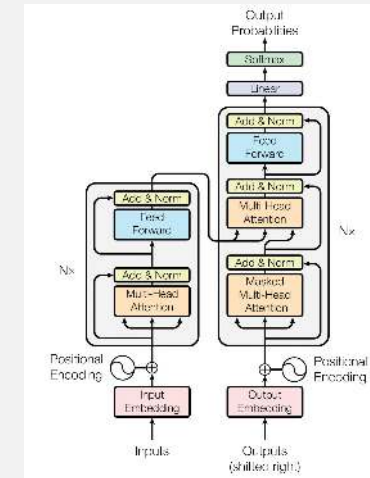 Output
Probabilities
Softmax
Linear
Add & Norm
Feed
Forward
Add & Norm
Multi-Head
Attention
Add & Norm
Masked
Multi-Head
Attention
Nx
Add & Norm
Feed
Forward
Add & Norm
Multi-Head
Attention
Nx
Positional
Encoding
Positional
Encoding
Input
Embedding
Output
Embedding
Inputs
Outputs
(shifted right)